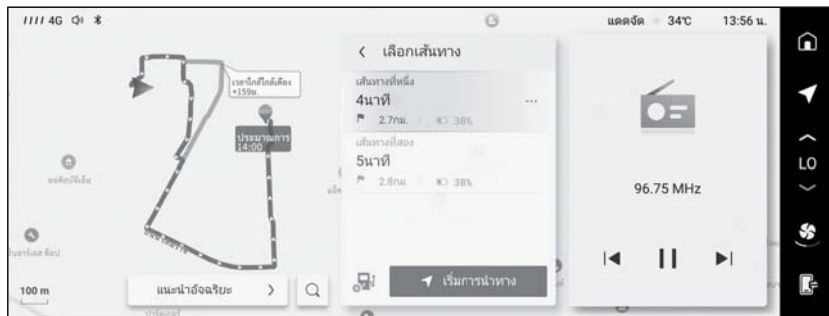 4G
แดดจัด 34℃ 13:56 น.
เลือกเส้นทาง
เส้นทางที่หนึ่ง
4นาที
2.7กม. 38%
เส้นทางที่สอง
5นาที
2.8กม. 38%
เริ่มการนำทาง
เวลาใกล้ใกล้เคียง
+159ม.
ประมาณการ
14:00
แนะนำอัจฉริยะ
100 m
96.75 MHz
LO